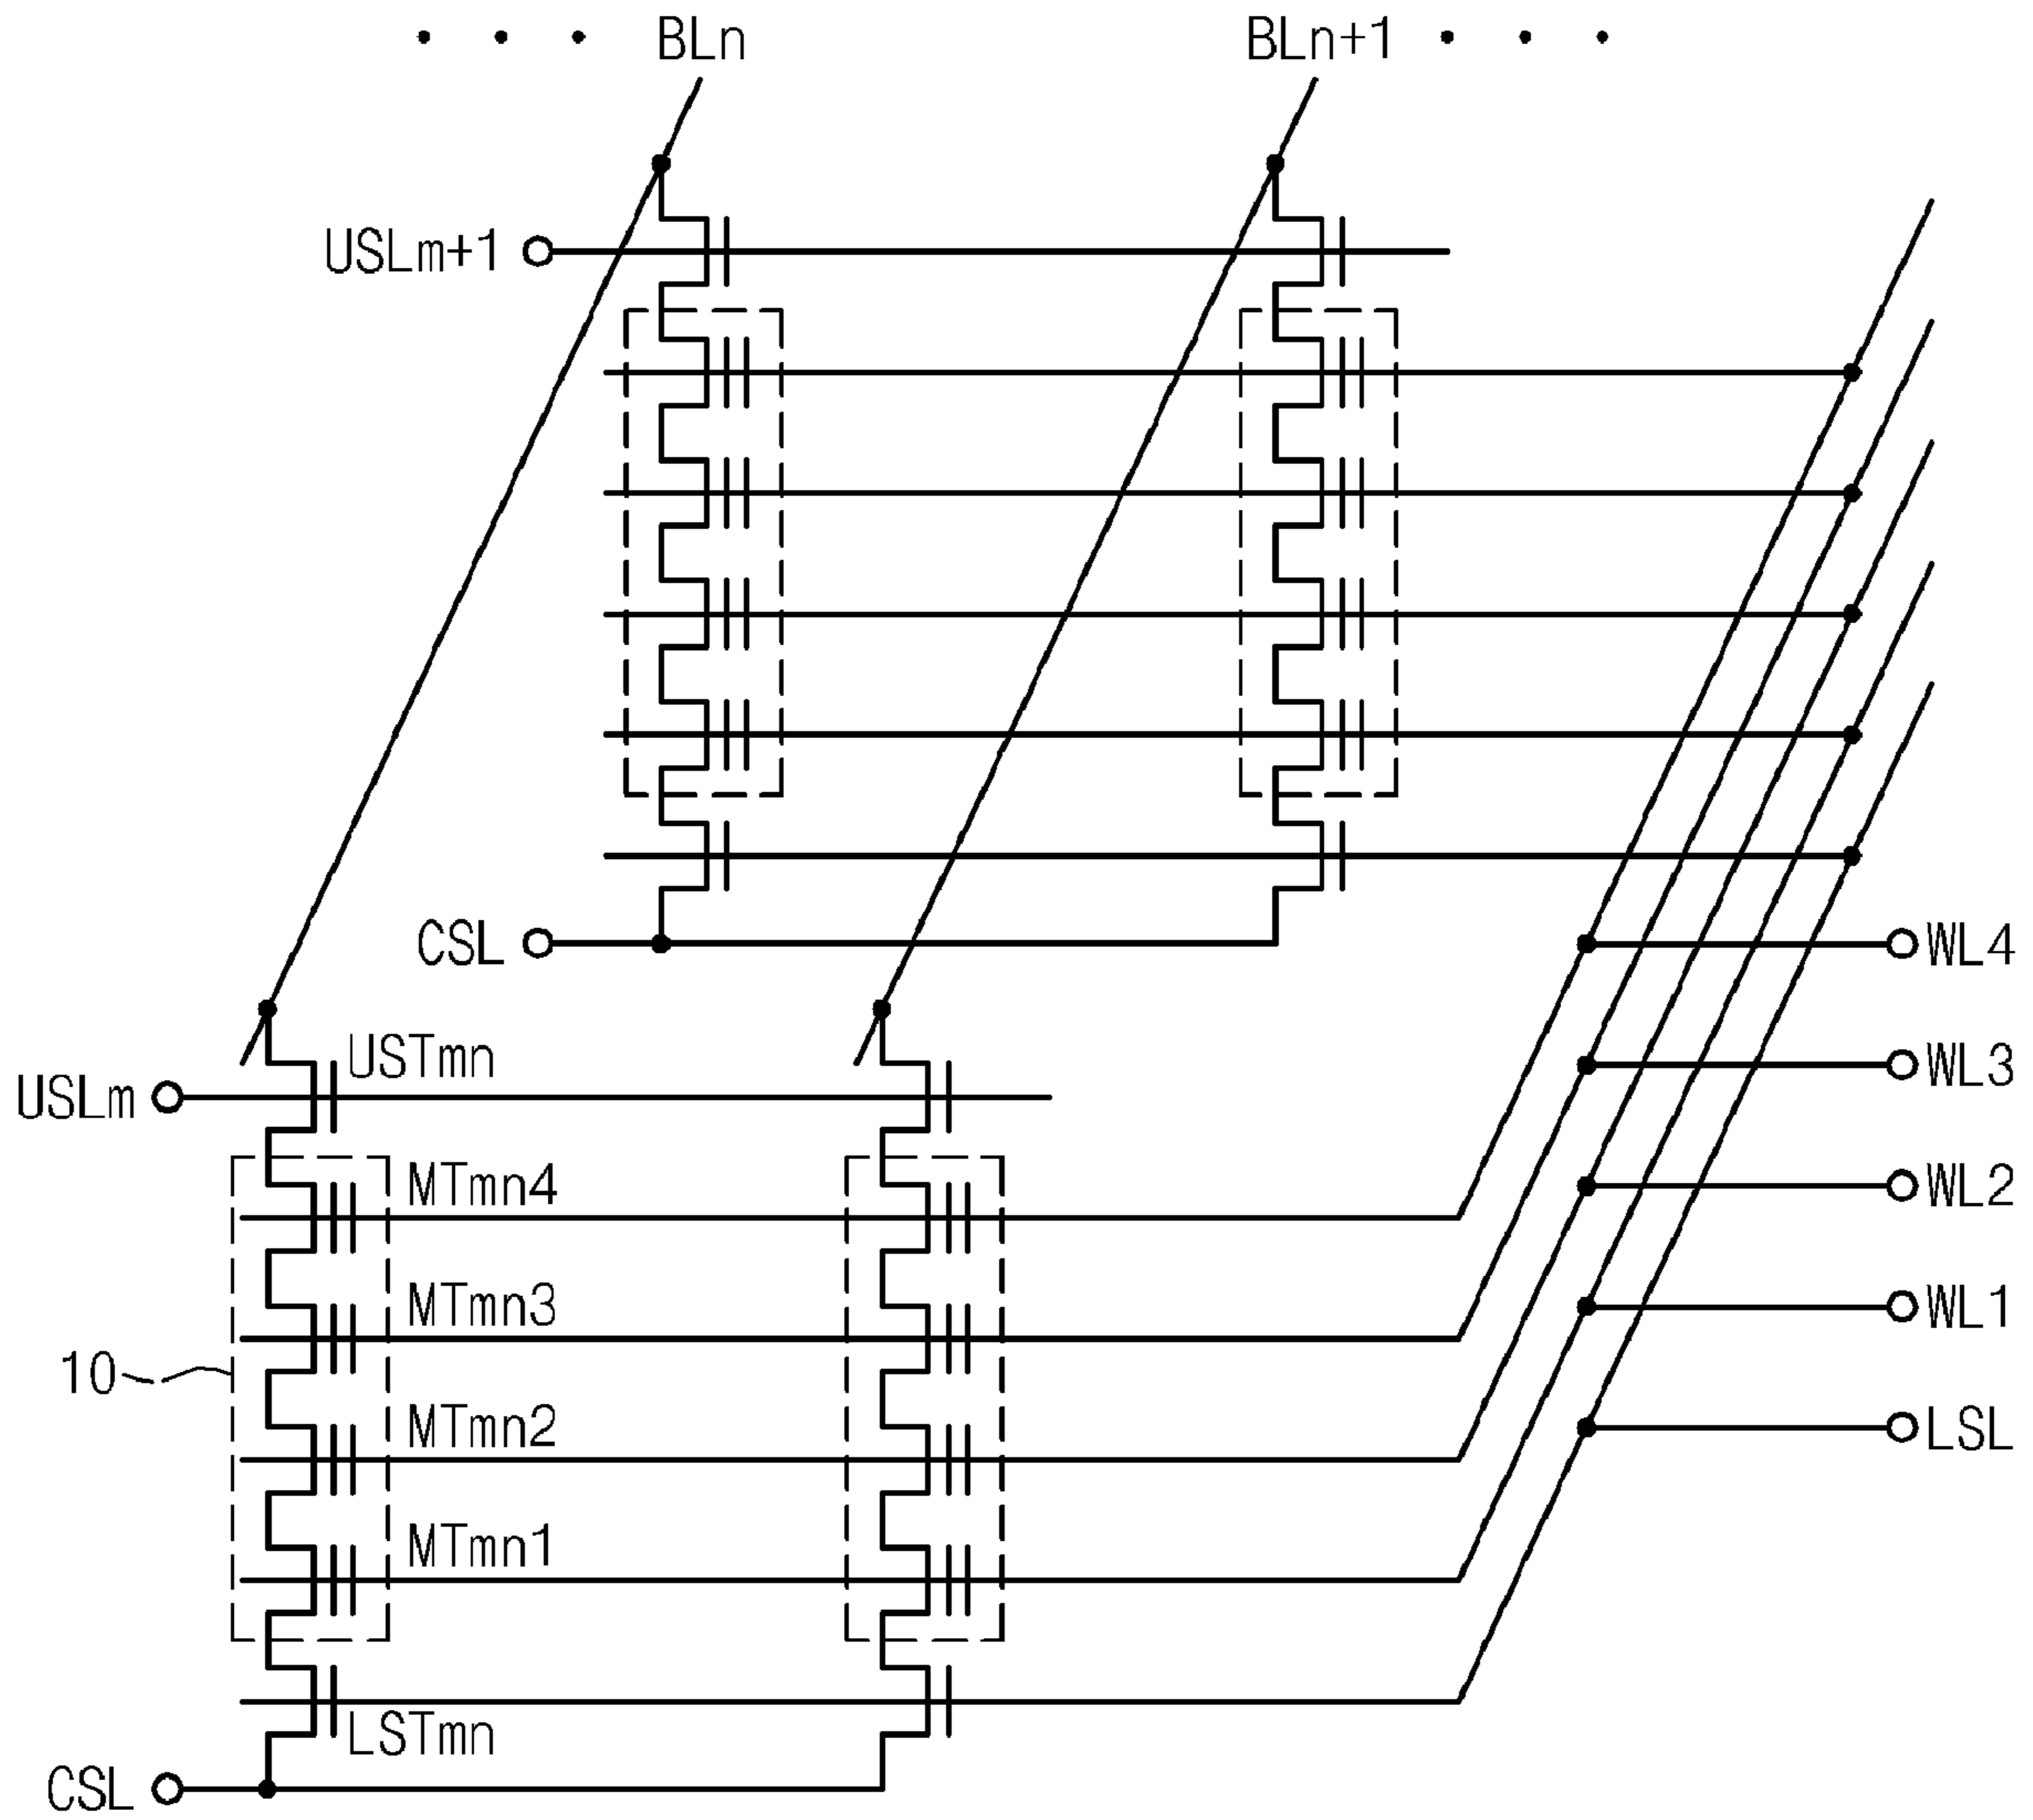 BLn
BLn+1
USLm+1
CSL
WL4
USTmn
WL3
USLm
MTmn4
WL2
MTmn3
WL1
10
MTmn2
LSL
MTmn1
LSTmn
CSL